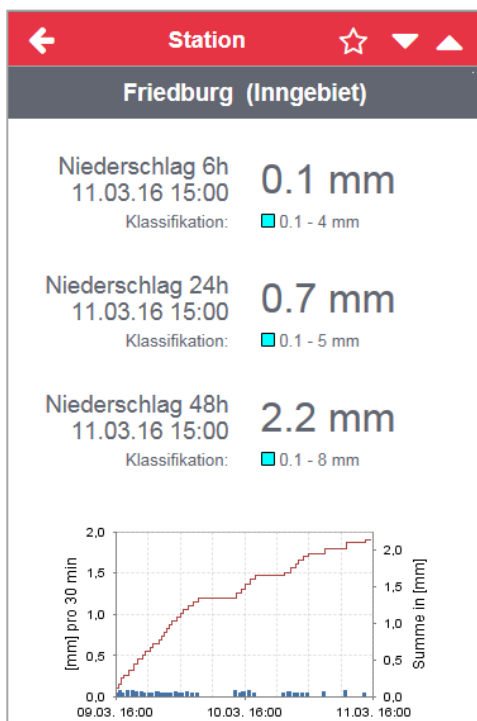 Station
Friedburg (Inngebiet)
Niederschlag 6h
11.03.16 15:00
0.1 mm
Klassifikation:
0.1 - 4 mm
Niederschlag 24h
11.03.16 15:00
0.7 mm
Klassifikation:
0.1 - 5 mm
Niederschlag 48h
11.03.16 15:00
2.2 mm
Klassifikation:
0.1 - 8 mm
[mm] pro 30 min
2,0
1,5
1,0
0,5
0,0
2,0
1,5
1,0
0,5
0,0
Summe in [mm]
09.03. 16:00
10.03. 16:00
11.03. 16:00